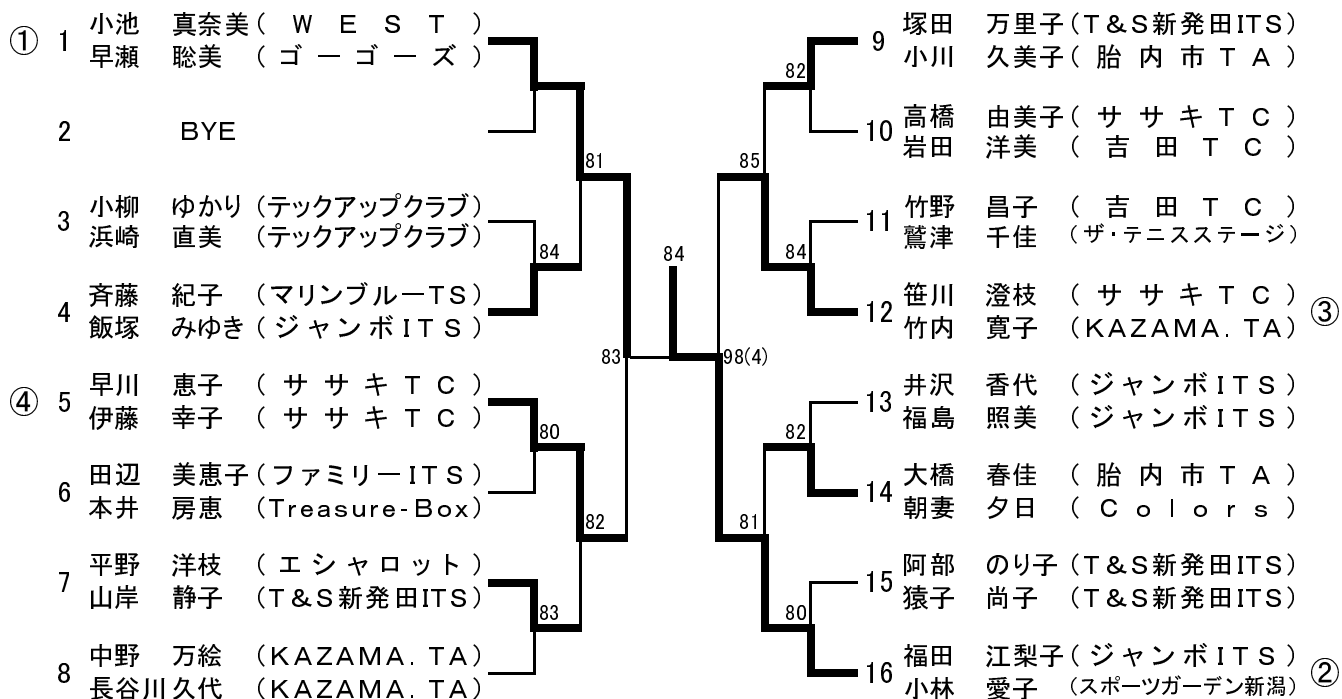 ① 1 小池 真奈美 (WEST)
早瀬 聡美 (ゴーゴーズ)
2 BYE
81
3 小柳 ゆかり (テックアップクラブ)
浜崎 直美 (テックアップクラブ)
84
4 斉藤 紀子 (マリンブルーTS)
飯塚 みゆき (ジャンボITS)
83
④ 5 早川 恵子 (ササキTC)
伊藤 幸子 (ササキTC)
80
6 田辺 美恵子 (ファミリーITS)
本井 房恵 (Treasure-Box)
82
7 平野 洋枝 (エシャロット)
山岸 静子 (T&S新発田ITS)
83
8 中野 万絵 (KAZAMA.TA)
長谷川 久代 (KAZAMA.TA)
84
98(4)
9 塚田 万里子 (T&S新発田ITS)
小川 久美子 (胎内市TA)
82
10 高橋 由美子 (ササキTC)
岩田 洋美 (吉田TC)
85
11 竹野 昌子 (吉田TC)
鷲津 千佳 (ザ・テニスステージ)
84
12 笹川 澄枝 (ササキTC) ③
竹内 寛子 (KAZAMA.TA)
13 井沢 香代 (ジャンボITS)
福島 照美 (ジャンボITS)
82
14 大橋 春佳 (胎内市TA)
朝妻 夕日 (Colors)
81
15 阿部 のり子 (T&S新発田ITS)
猿子 尚子 (T&S新発田ITS)
80
16 福田 江梨子 (ジャンボITS) ②
小林 愛子 (スポーツガーデン新潟)